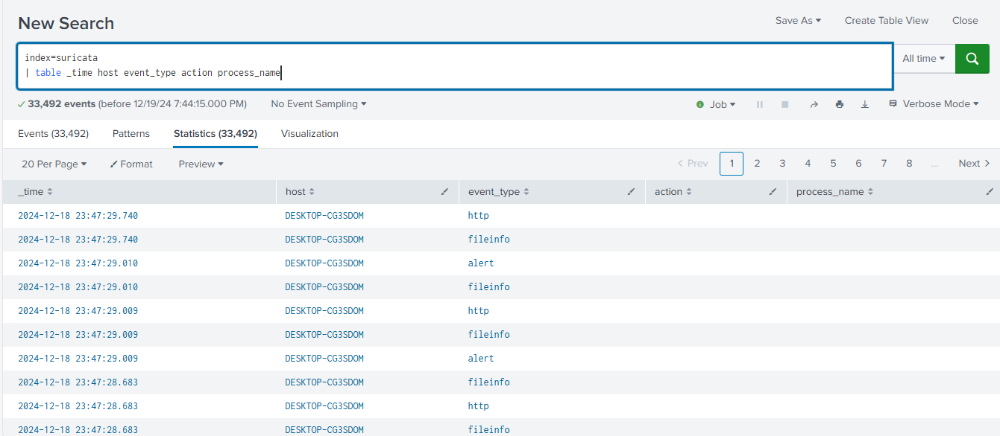 New Search
Save As Create Table View Close
index=suricata
| table _time host event_type action process_name
All time
33,492 events (before 12/19/24 7:44:15.000 PM) No Event Sampling Job Verbose Mode
Events (33,492) Patterns Statistics (33,492) Visualization
20 Per Page Format Preview Prev 1 2 3 4 5 6 7 8 ... Next
_time host event_type action process_name
2024-12-18 23:47:29.740 DESKTOP-CG3SDOM http
2024-12-18 23:47:29.740 DESKTOP-CG3SDOM fileinfo
2024-12-18 23:47:29.010 DESKTOP-CG3SDOM alert
2024-12-18 23:47:29.010 DESKTOP-CG3SDOM fileinfo
2024-12-18 23:47:29.009 DESKTOP-CG3SDOM http
2024-12-18 23:47:29.009 DESKTOP-CG3SDOM fileinfo
2024-12-18 23:47:29.009 DESKTOP-CG3SDOM alert
2024-12-18 23:47:28.683 DESKTOP-CG3SDOM fileinfo
2024-12-18 23:47:28.683 DESKTOP-CG3SDOM http
2024-12-18 23:47:28.683 DESKTOP-CG3SDOM fileinfo